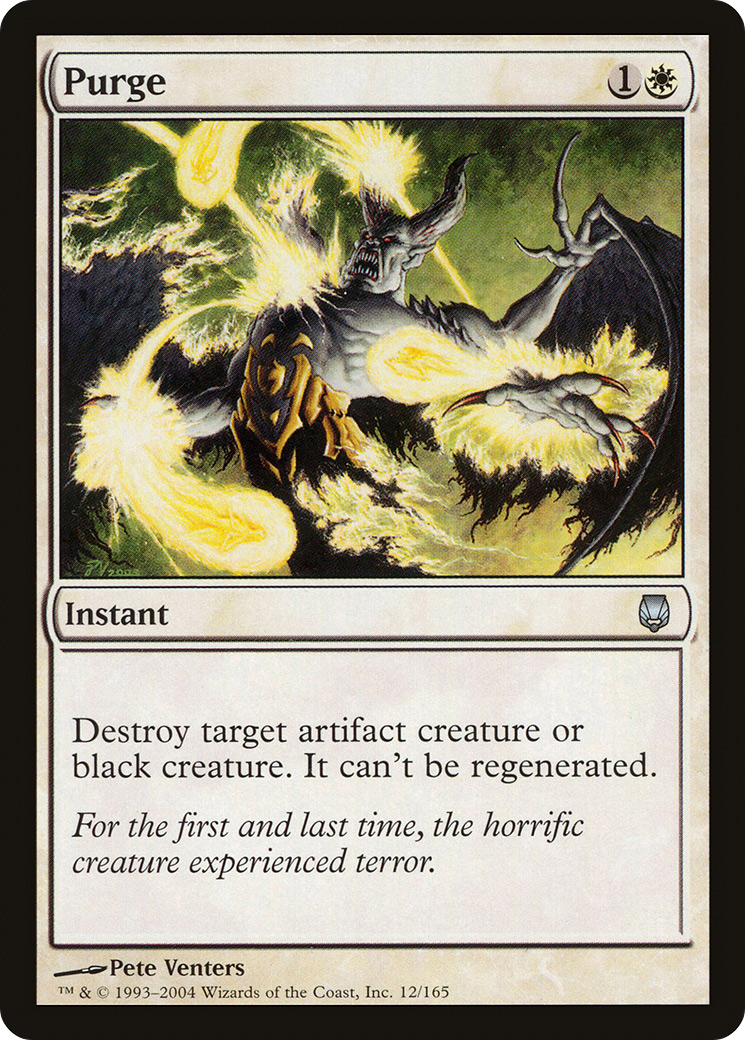 Purge
1
Instant
Destroy target artifact creature or
black creature. It can't be regenerated.
For the first and last time, the horrific
creature experienced terror.
Pete Venters
™ & © 1993–2004 Wizards of the Coast, Inc. 12/165